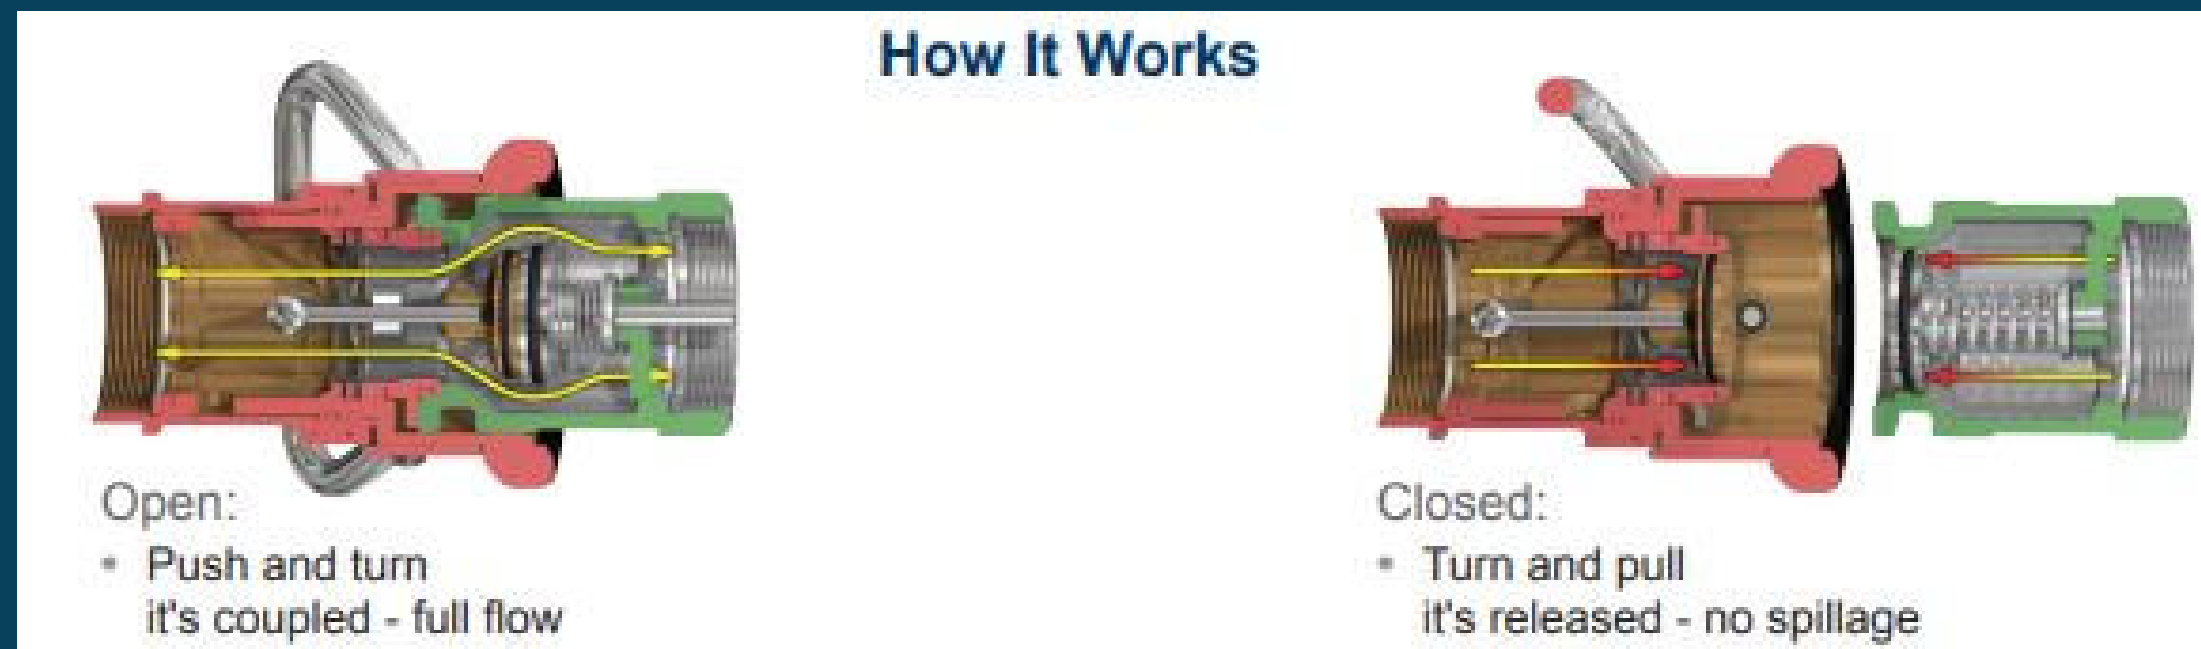 How It Works
Open:
• Push and turn
it's coupled - full flow
Closed:
• Turn and pull
it's released - no spillage